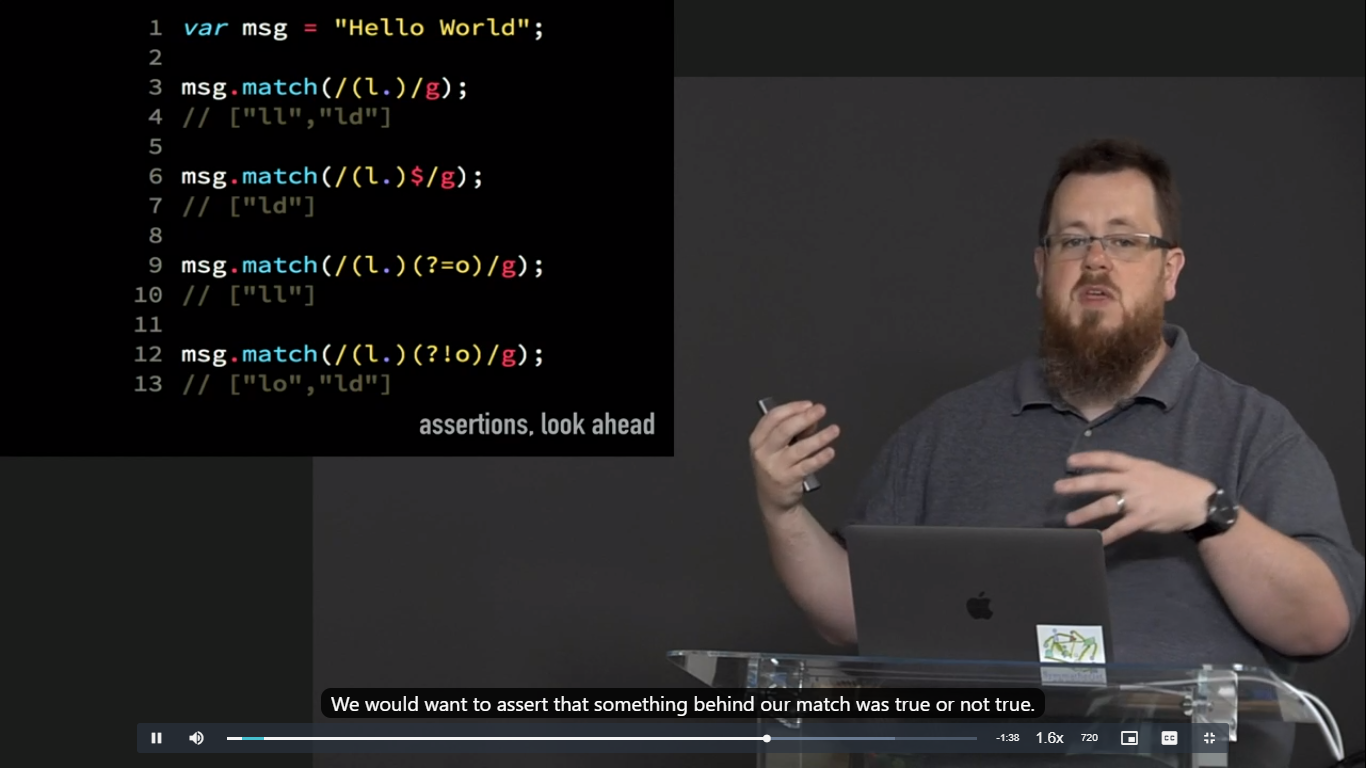 1 var msg = "Hello World";
2
3 msg.match(/(l.)/g);
4 // ["ll","ld"]
5
6 msg.match(/(l.)$/g);
7 // ["ld"]
8
9 msg.match(/(l.)(?=o)/g);
10 // ["ll"]
11
12 msg.match(/(l.)(?!o)/g);
13 // ["lo","ld"]
assertions, look ahead
We would want to assert that something behind our match was true or not true.
-1:38 1.6x 720 CC